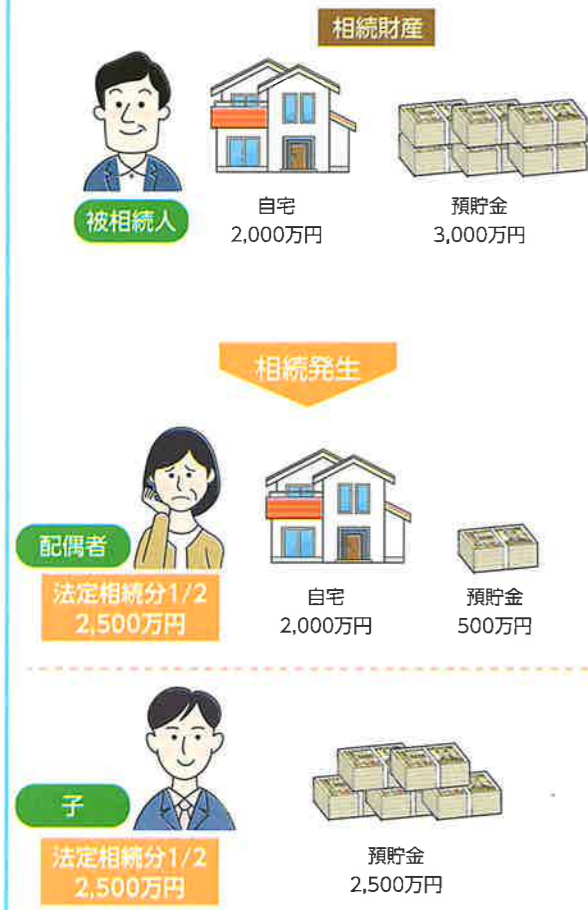 相続財産
被相続人
自宅
2,000万円
預貯金
3,000万円
相続発生
配偶者
法定相続分1/2
2,500万円
自宅
2,000万円
預貯金
500万円
子
法定相続分1/2
2,500万円
預貯金
2,500万円